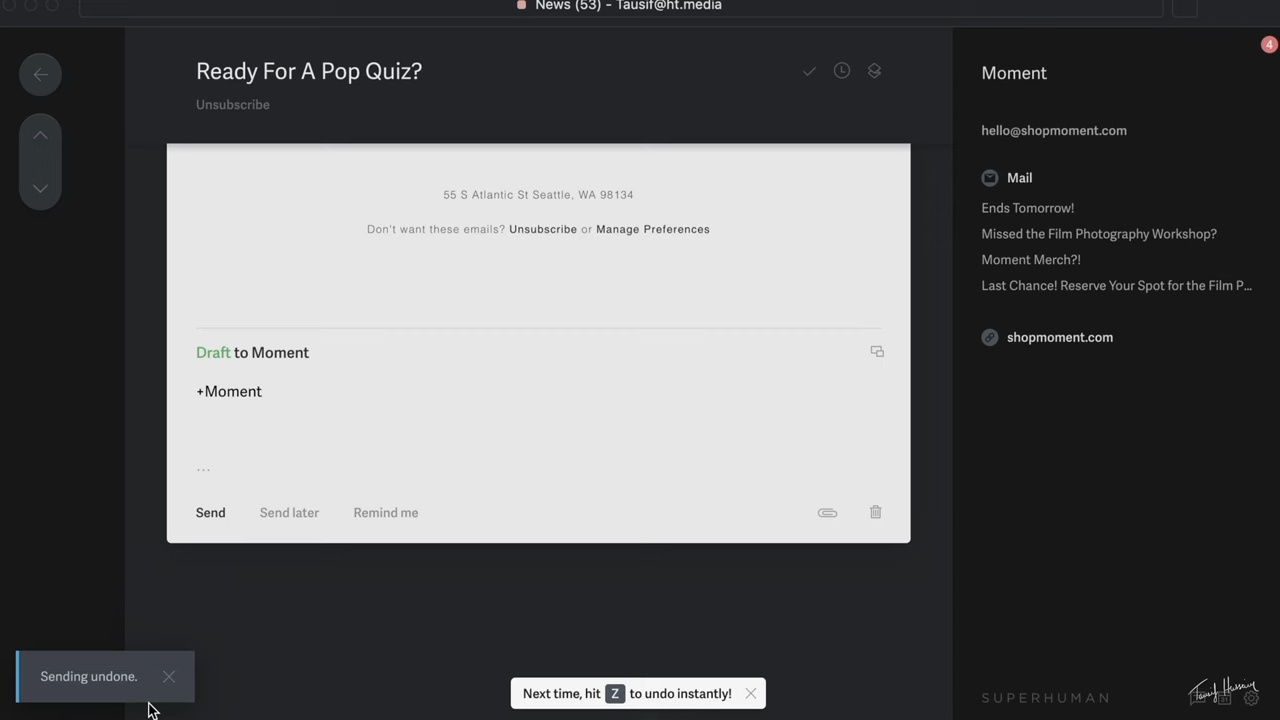 News (53) - Tausif@ht.media
4
Ready For A Pop Quiz?
Unsubscribe
55 S Atlantic St Seattle, WA 98134
Don't want these emails? Unsubscribe or Manage Preferences
Draft to Moment
+Moment
...
Send Send later Remind me
Moment
hello@shopmoment.com
Mail
Ends Tomorrow!
Missed the Film Photography Workshop?
Moment Merch?!
Last Chance! Reserve Your Spot for the Film P...
shopmoment.com
Sending undone.
Next time, hit Z to undo instantly!
SUPERHUMAN